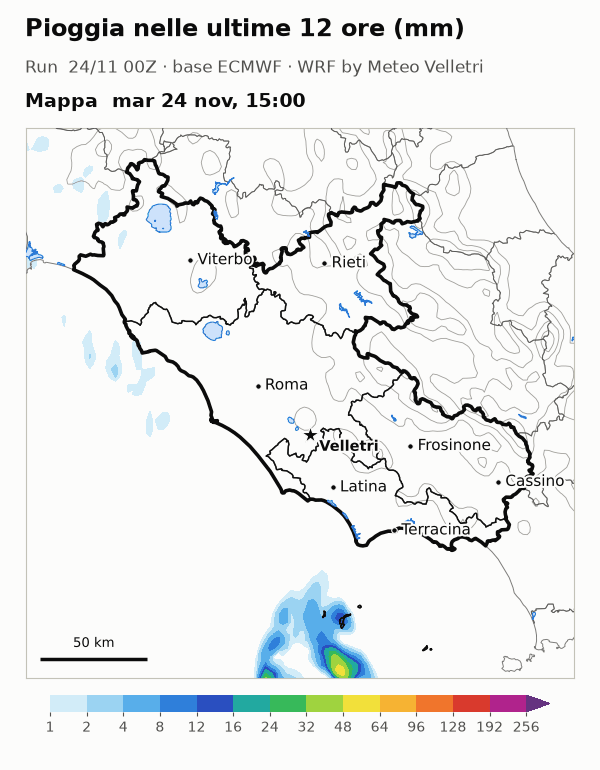 Pioggia nelle ultime 12 ore (mm)
Run  24/11 00Z · base ECMWF · WRF by Meteo Velletri
Mappa  mar 24 nov, 15:00
Viterbo
Rieti
Roma
Velletri
Frosinone
Cassino
Latina
Terracina
50 km
1 2 4 8 12 16 24 32 48 64 96 128 192 256